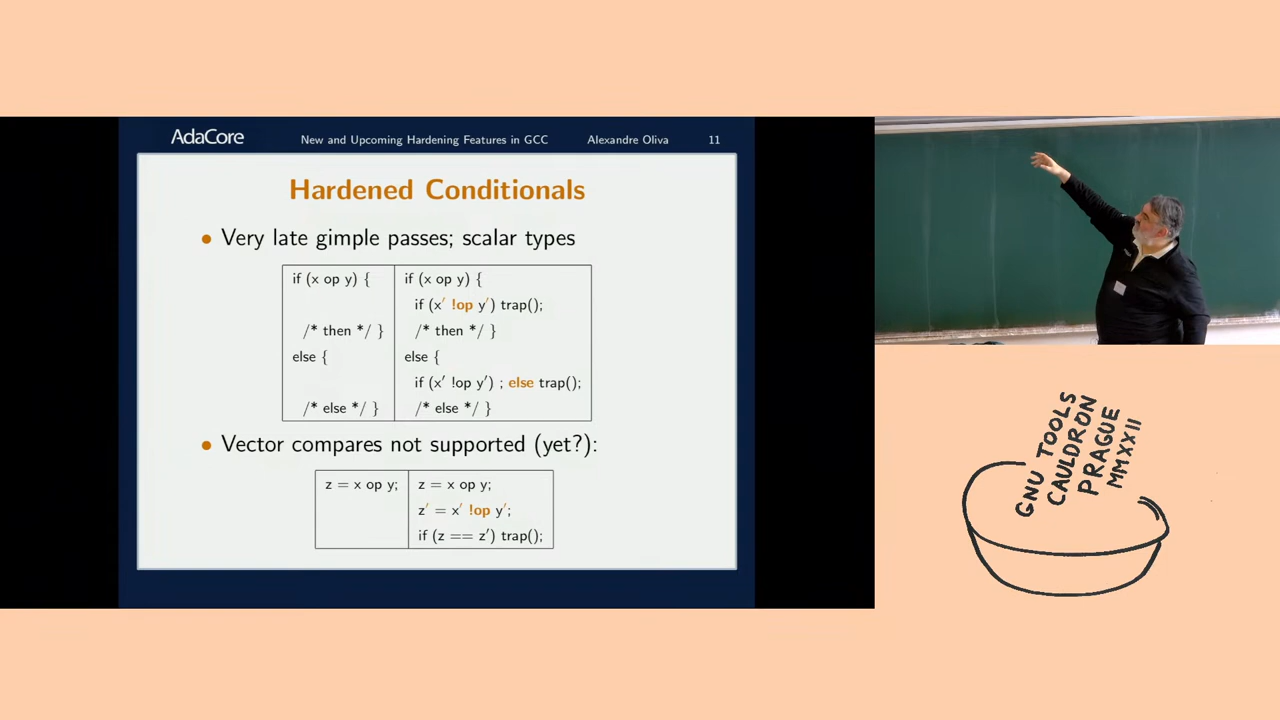 AdaCore New and Upcoming Hardening Features in GCC Alexandre Oliva 11
Hardened Conditionals
• Very late gimple passes; scalar types
if (x op y) {
/* then */ }
else {
/* else */ }
if (x op y) {
if (x′ !op y′) trap();
/* then */ }
else {
if (x′ !op y′) ; else trap();
/* else */ }
• Vector compares not supported (yet?):
z = x op y;
z = x op y;
z′ = x′ !op y′;
if (z == z′) trap();
GNU TOOLS
CAULDRON
PRAGUE
MMXXII